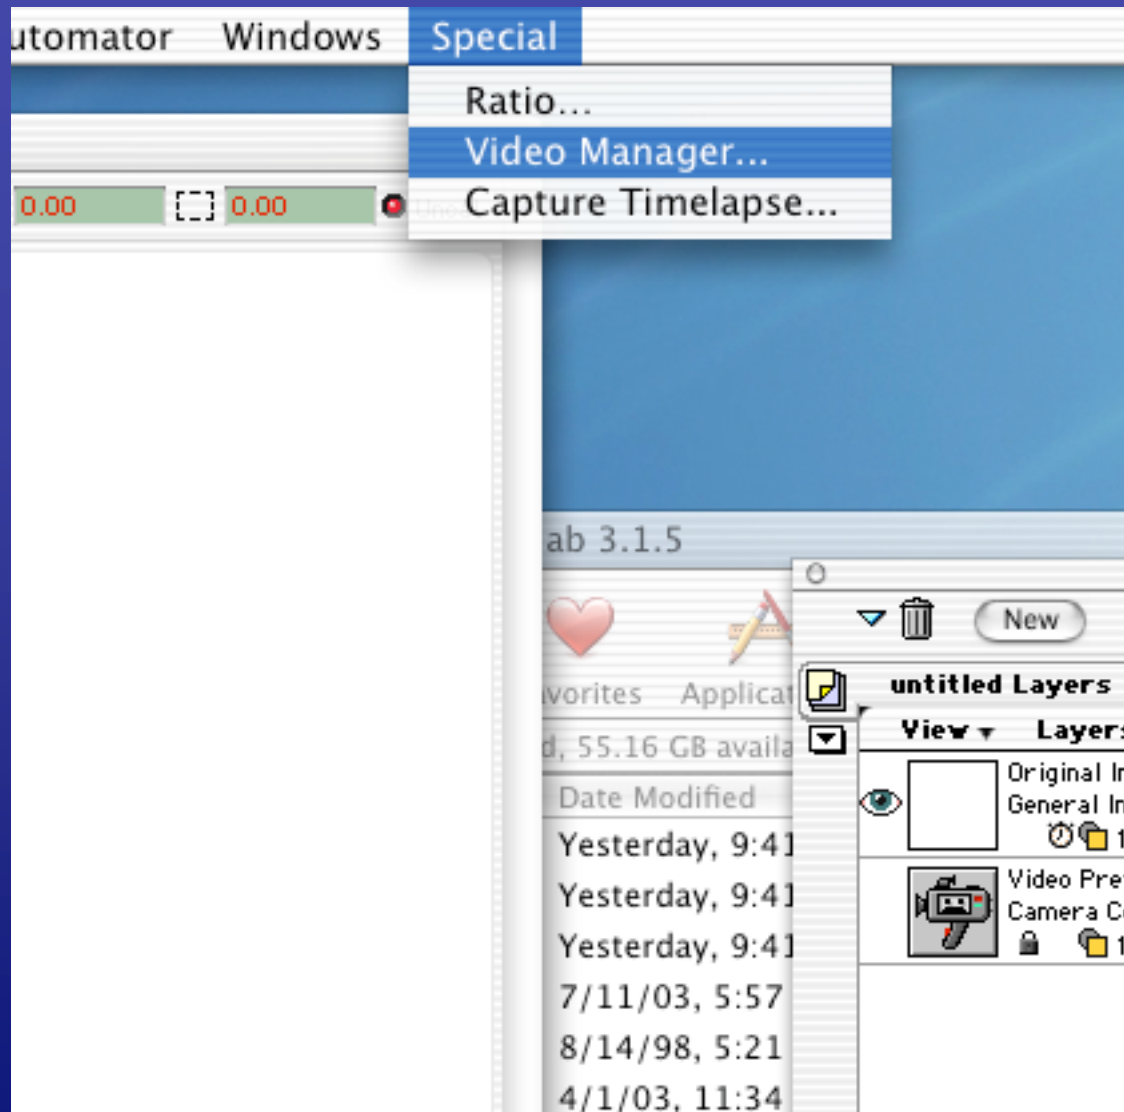 utomator Windows Special
Ratio...
Video Manager...
Capture Timelapse...
0.00 0.00
ab 3.1.5
New
vorites Applicat
untitled Layers
d, 55.16 GB availa
View Layers
Date Modified
Original In
General In
Yesterday, 9:41
Yesterday, 9:41
Yesterday, 9:41
Video Pre
Camera Co
7/11/03, 5:57
8/14/98, 5:21
4/1/03, 11:34